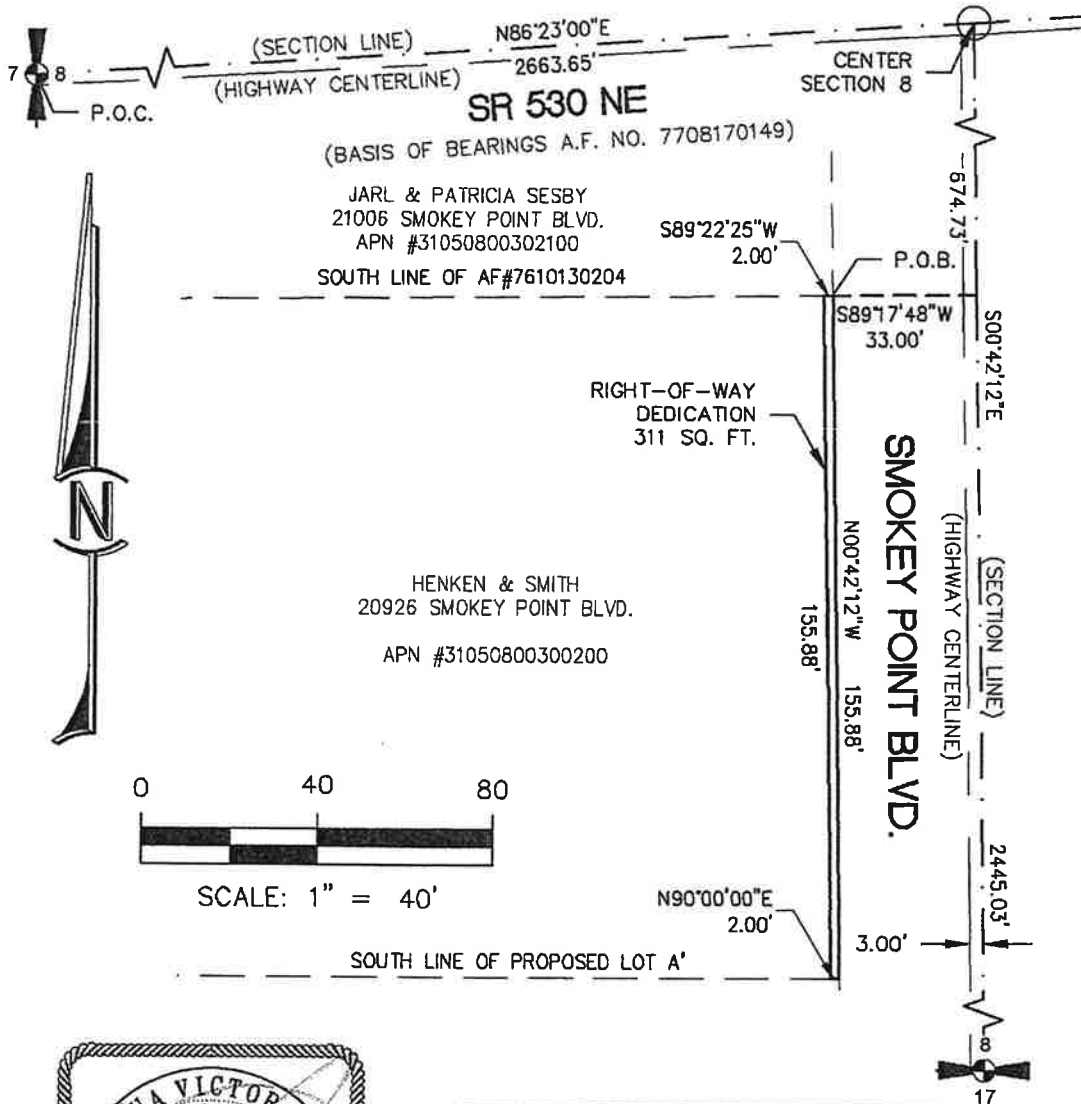 N86°23'00"E
(SECTION LINE)
7 8
2663.65'
(HIGHWAY CENTERLINE)
P.O.C.
CENTER
SECTION 8
SR 530 NE
(BASIS OF BEARINGS A.F. NO. 7708170149)
JARL & PATRICIA SESBY
21006 SMOKEY POINT BLVD.
APN #31050800302100
SOUTH LINE OF AF#7610130204
674.73'
S89°22'25"W
2.00'
P.O.B.
S89°17'48"W
33.00'
S00°42'12"E
RIGHT-OF-WAY
DEDICATION
311 SQ. FT.
N
SMOKEY POINT BLVD.
(HIGHWAY CENTERLINE)
(SECTION LINE)
N00°42'12"W
155.88'
155.88'
HENKEN & SMITH
20926 SMOKEY POINT BLVD.
APN #31050800300200
0 40 80
SCALE: 1" = 40'
2445.03'
N90°00'00"E
2.00'
3.00'
SOUTH LINE OF PROPOSED LOT A'
8
17
VICTOR